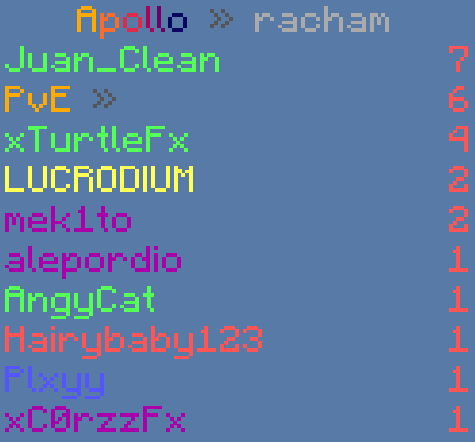 Apollo » racham
Juan_Clean 7
PvE » 6
xTurtleFx 4
LUCRODIUM 2
mek1to 2
alepordio 1
AngyCat 1
Hairybaby123 1
Plxyy 1
xC0rzzFx 1